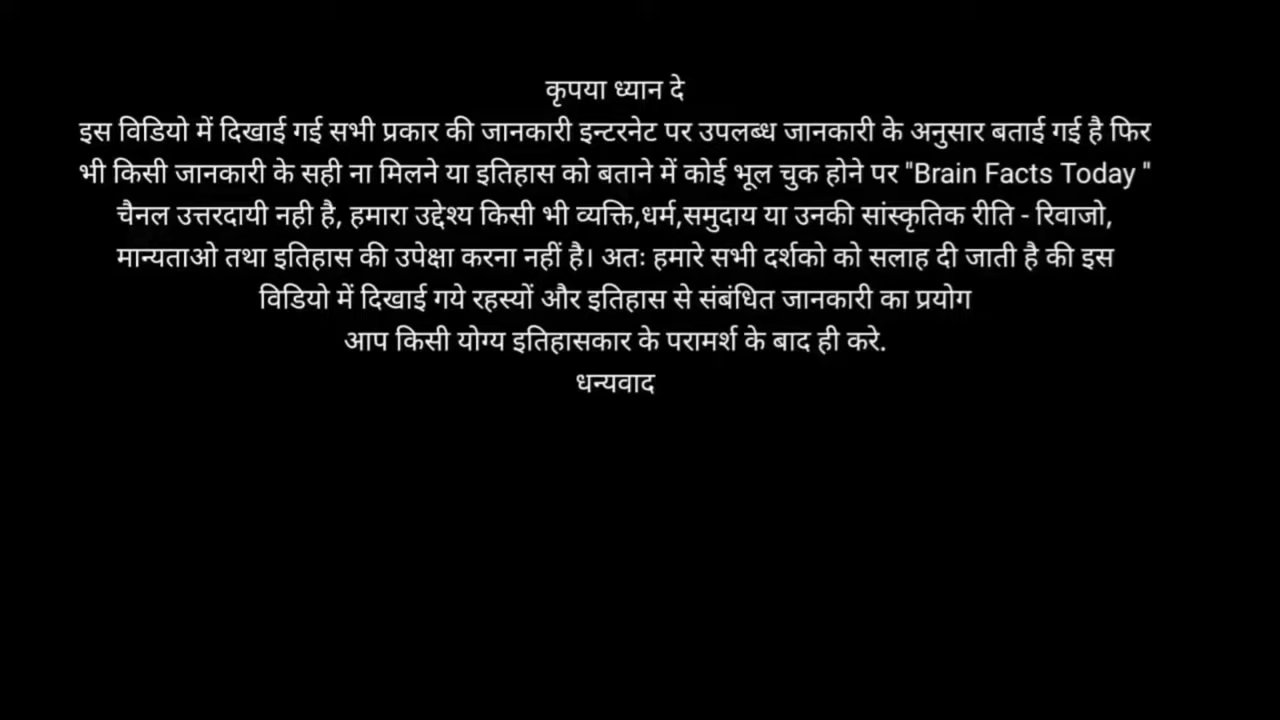 कृपया ध्यान दे
इस विडियो में दिखाई गई सभी प्रकार की जानकारी इन्टरनेट पर उपलब्ध जानकारी के अनुसार बताई गई है फिर
भी किसी जानकारी के सही ना मिलने या इतिहास को बताने में कोई भूल चुक होने पर "Brain Facts Today "
चैनल उत्तरदायी नही है, हमारा उद्देश्य किसी भी व्यक्ति,धर्म,समुदाय या उनकी सांस्कृतिक रीति - रिवाजो,
मान्यताओ तथा इतिहास की उपेक्षा करना नहीं है। अतः हमारे सभी दर्शको को सलाह दी जाती है की इस
विडियो में दिखाई गये रहस्यों और इतिहास से संबंधित जानकारी का प्रयोग
आप किसी योग्य इतिहासकार के परामर्श के बाद ही करे.
धन्यवाद